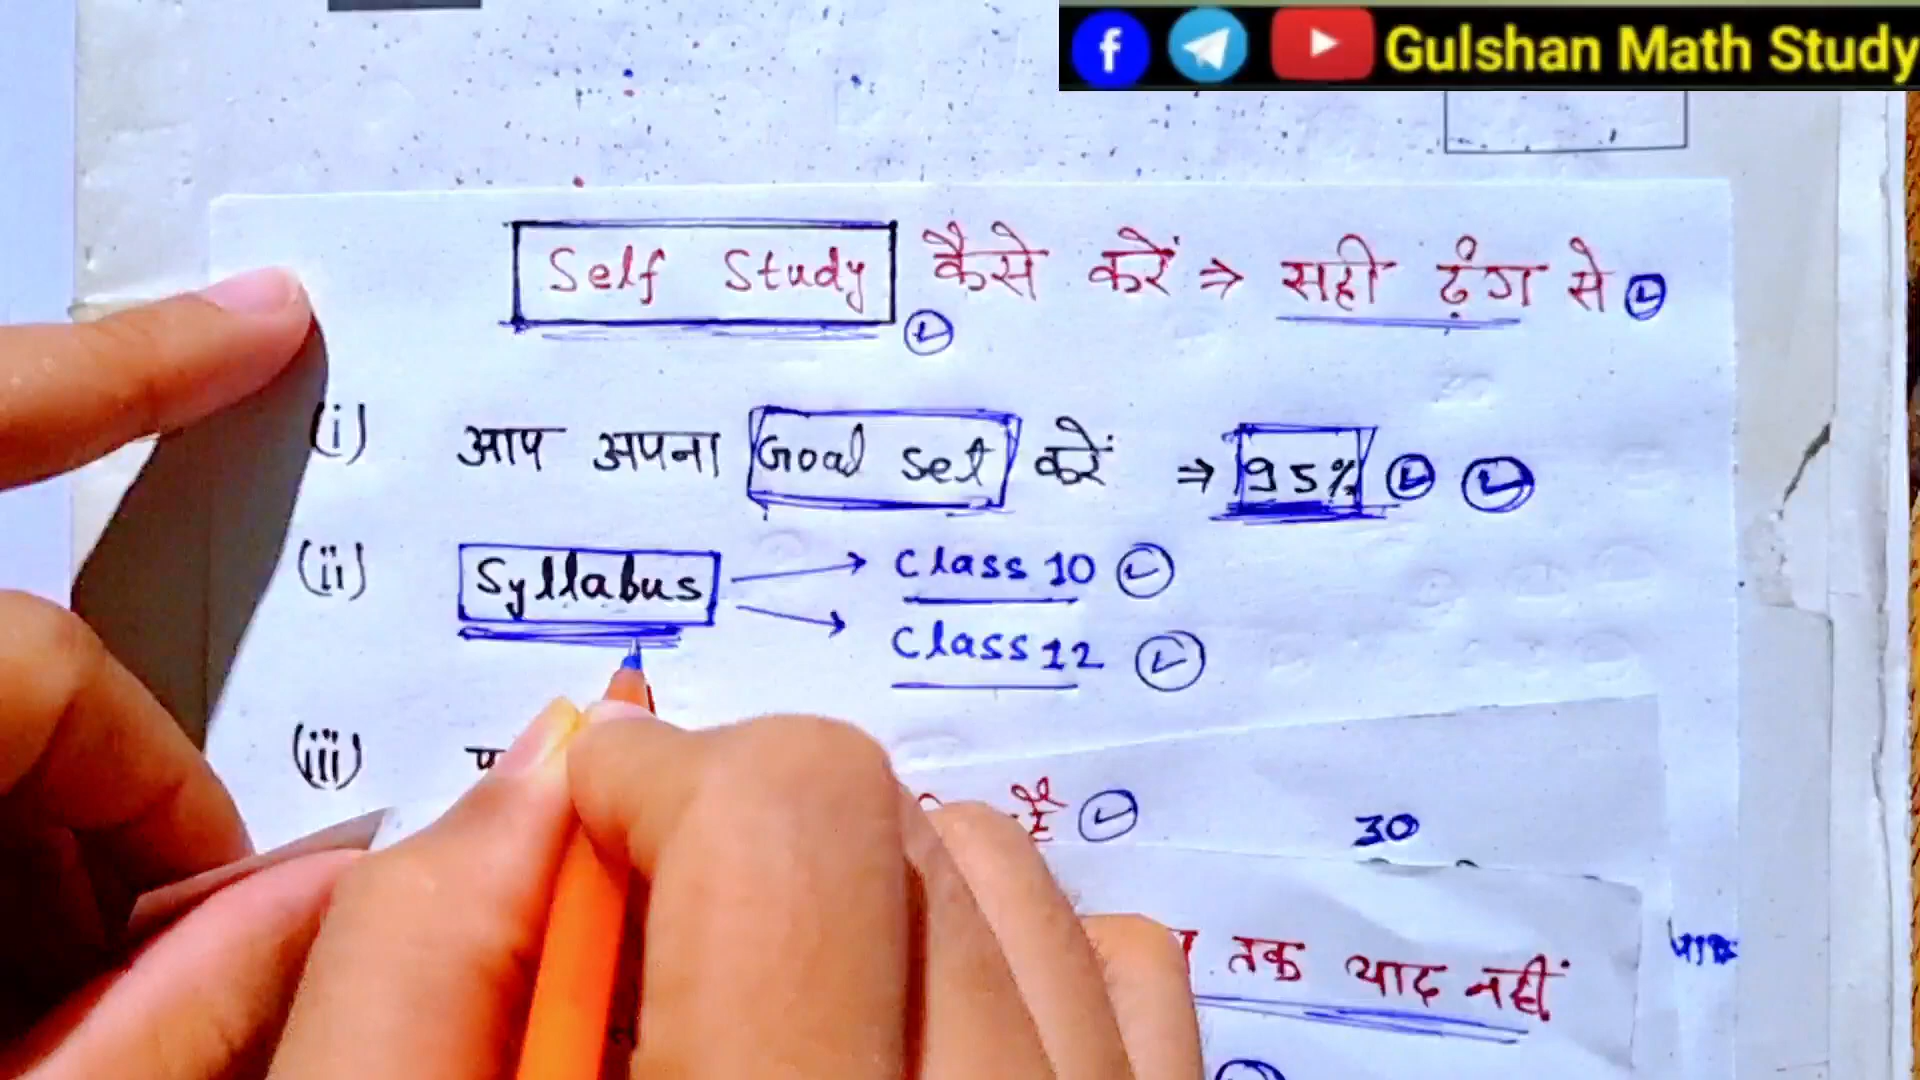 Gulshan Math Study
Self Study कैसे करें ⇒ सही ढ़ंग से
(i) आप अपना Goal set करें ⇒ 95%
(ii) Syllabus → Class 10
→ Class 12
(iii)
है 30
तक याद नहीं